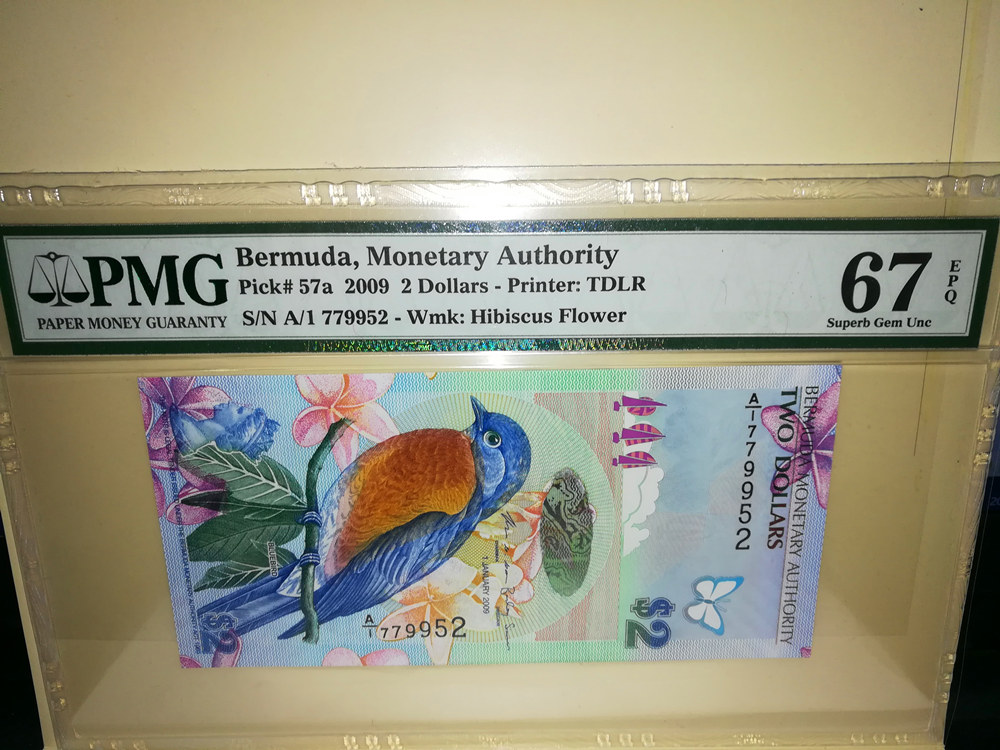 PMG
PAPER MONEY GUARANTY
Bermuda, Monetary Authority
Pick# 57a 2009 2 Dollars - Printer: TDLR
S/N A/1 779952 - Wmk: Hibiscus Flower
67
EPQ
Superb Gem Unc
PMG
BERMUDA MONETARY AUTHORITY
TWO DOLLARS
A/1 779952
$2
1 JANUARY 2009
A/1 779952
BLUEBIRD
$2